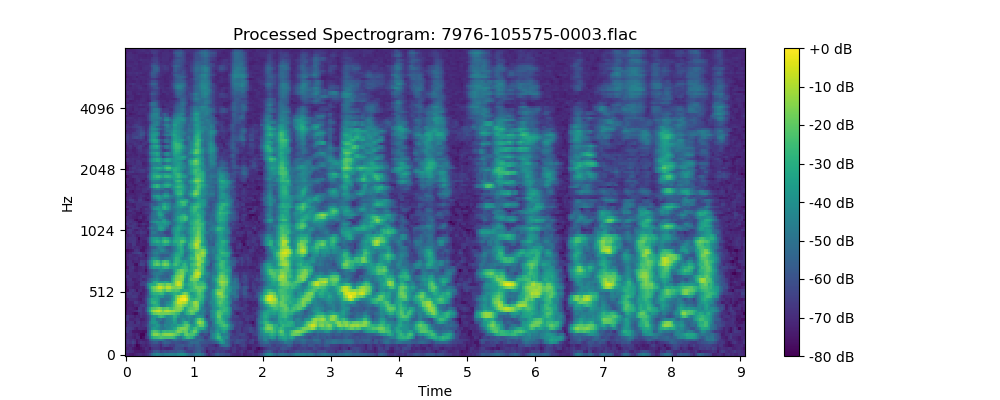 Processed Spectrogram: 7976-105575-0003.flac
Hz
4096
2048
1024
512
0
0 1 2 3 4 5 6 7 8 9
Time
+0 dB
-10 dB
-20 dB
-30 dB
-40 dB
-50 dB
-60 dB
-70 dB
-80 dB